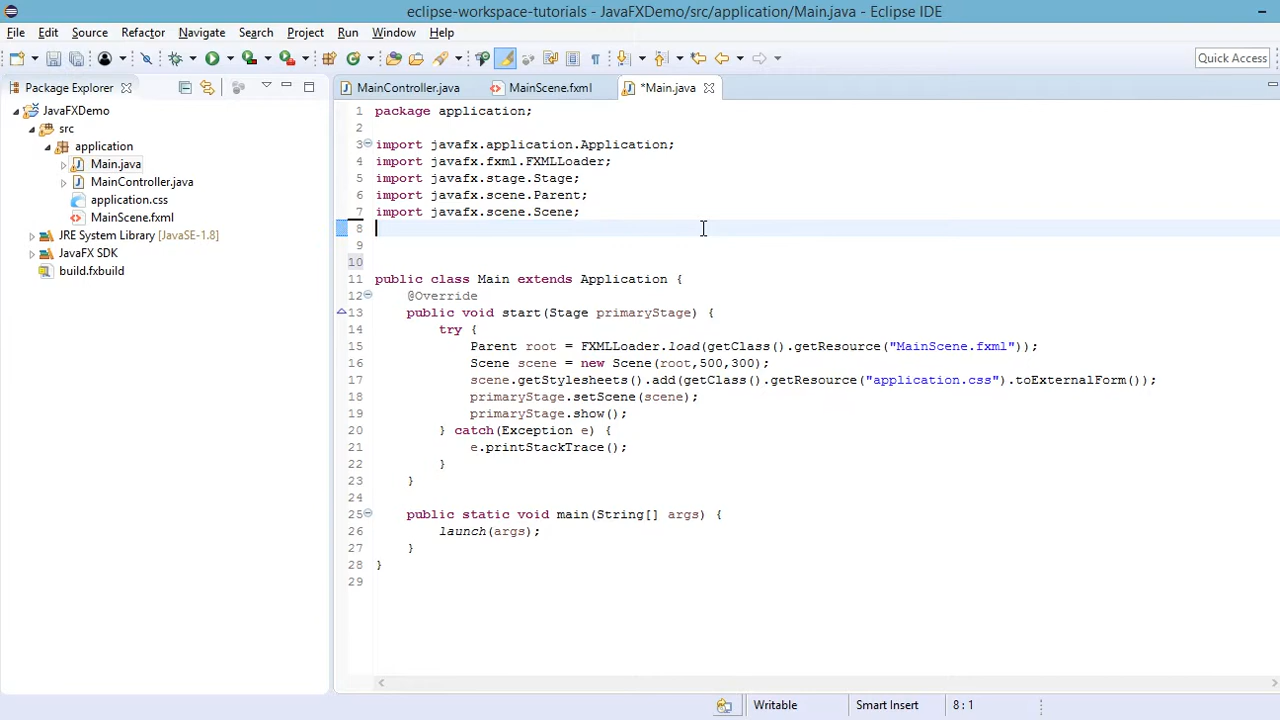 eclipse-workspace-tutorials - JavaFXDemo/src/application/Main.java - Eclipse IDE
File Edit Source Refactor Navigate Search Project Run Window Help
Quick Access
Package Explorer
JavaFXDemo
src
application
Main.java
MainController.java
application.css
MainScene.fxml
JRE System Library [JavaSE-1.8]
JavaFX SDK
build.fxbuild
MainController.java MainScene.fxml *Main.java
1 package application;
2
3 import javafx.application.Application;
4 import javafx.fxml.FXMLLoader;
5 import javafx.stage.Stage;
6 import javafx.scene.Parent;
7 import javafx.scene.Scene;
8
9
10
11 public class Main extends Application {
12 @Override
13 public void start(Stage primaryStage) {
14 try {
15 Parent root = FXMLLoader.load(getClass().getResource("MainScene.fxml"));
16 Scene scene = new Scene(root,500,300);
17 scene.getStylesheets().add(getClass().getResource("application.css").toExternalForm());
18 primaryStage.setScene(scene);
19 primaryStage.show();
20 } catch(Exception e) {
21 e.printStackTrace();
22 }
23 }
24
25 public static void main(String[] args) {
26 launch(args);
27 }
28 }
29
Writable Smart Insert 8 : 1